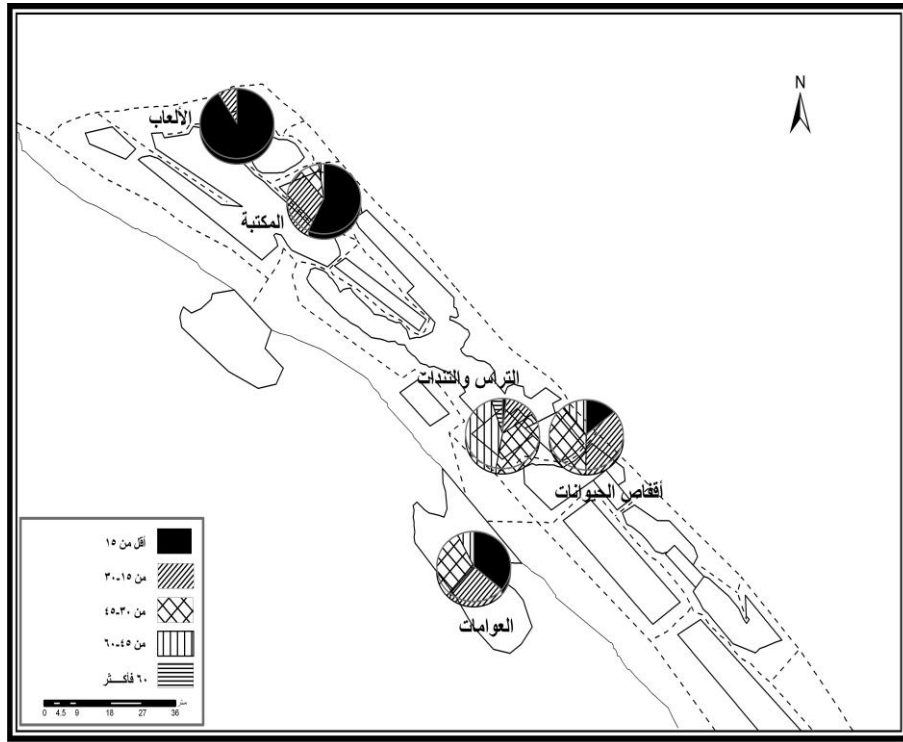 N
الألعاب
المكتبة
التراس والتندات
أقفاص الحيوانات
العوامات
أقل من ١٥
من ١٥-٣٠
من ٣٠-٤٥
من ٤٥-٦٠
٦٠ فأكـــثر
متر
0 4.5 9 18 27 36